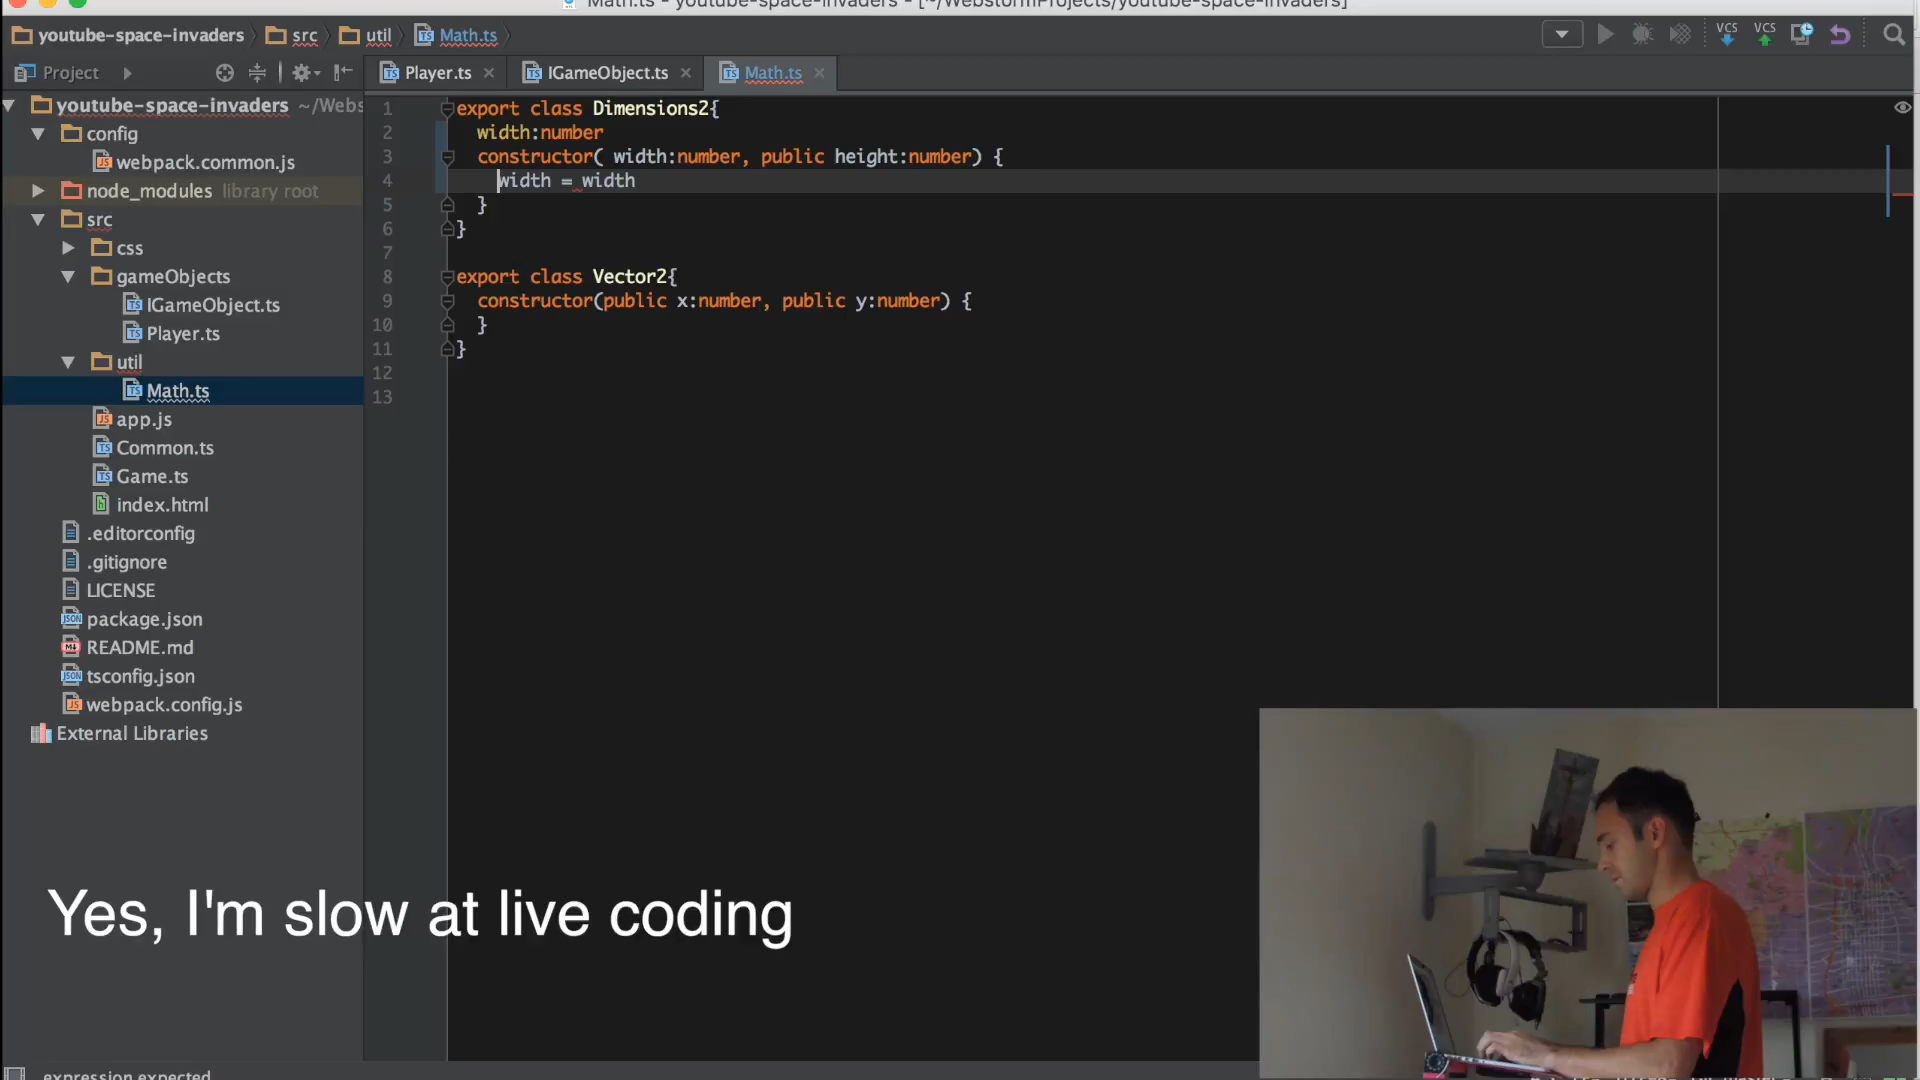 Math.ts - youtube-space-invaders - [~/WebstormProjects/youtube-space-invaders]
youtube-space-invaders src util Math.ts
VCS VCS
Project
Player.ts IGameObject.ts Math.ts
youtube-space-invaders ~/Webs
config
webpack.common.js
node_modules library root
src
css
gameObjects
IGameObject.ts
Player.ts
util
Math.ts
app.js
Common.ts
Game.ts
index.html
.editorconfig
.gitignore
LICENSE
package.json
README.md
tsconfig.json
webpack.config.js
External Libraries
1 export class Dimensions2{
2 width:number
3 constructor( width:number, public height:number) {
4 width = width
5 }
6 }
7
8 export class Vector2{
9 constructor(public x:number, public y:number) {
10 }
11 }
12
13
Yes, I'm slow at live coding
expression expected